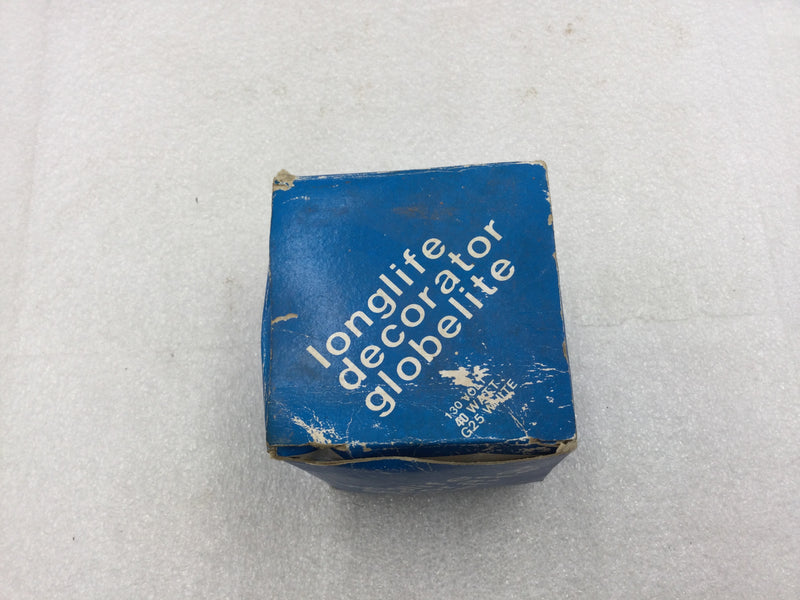 longlife
decorator
globelite
130 VOLT
40 WATT
G25 WHITE